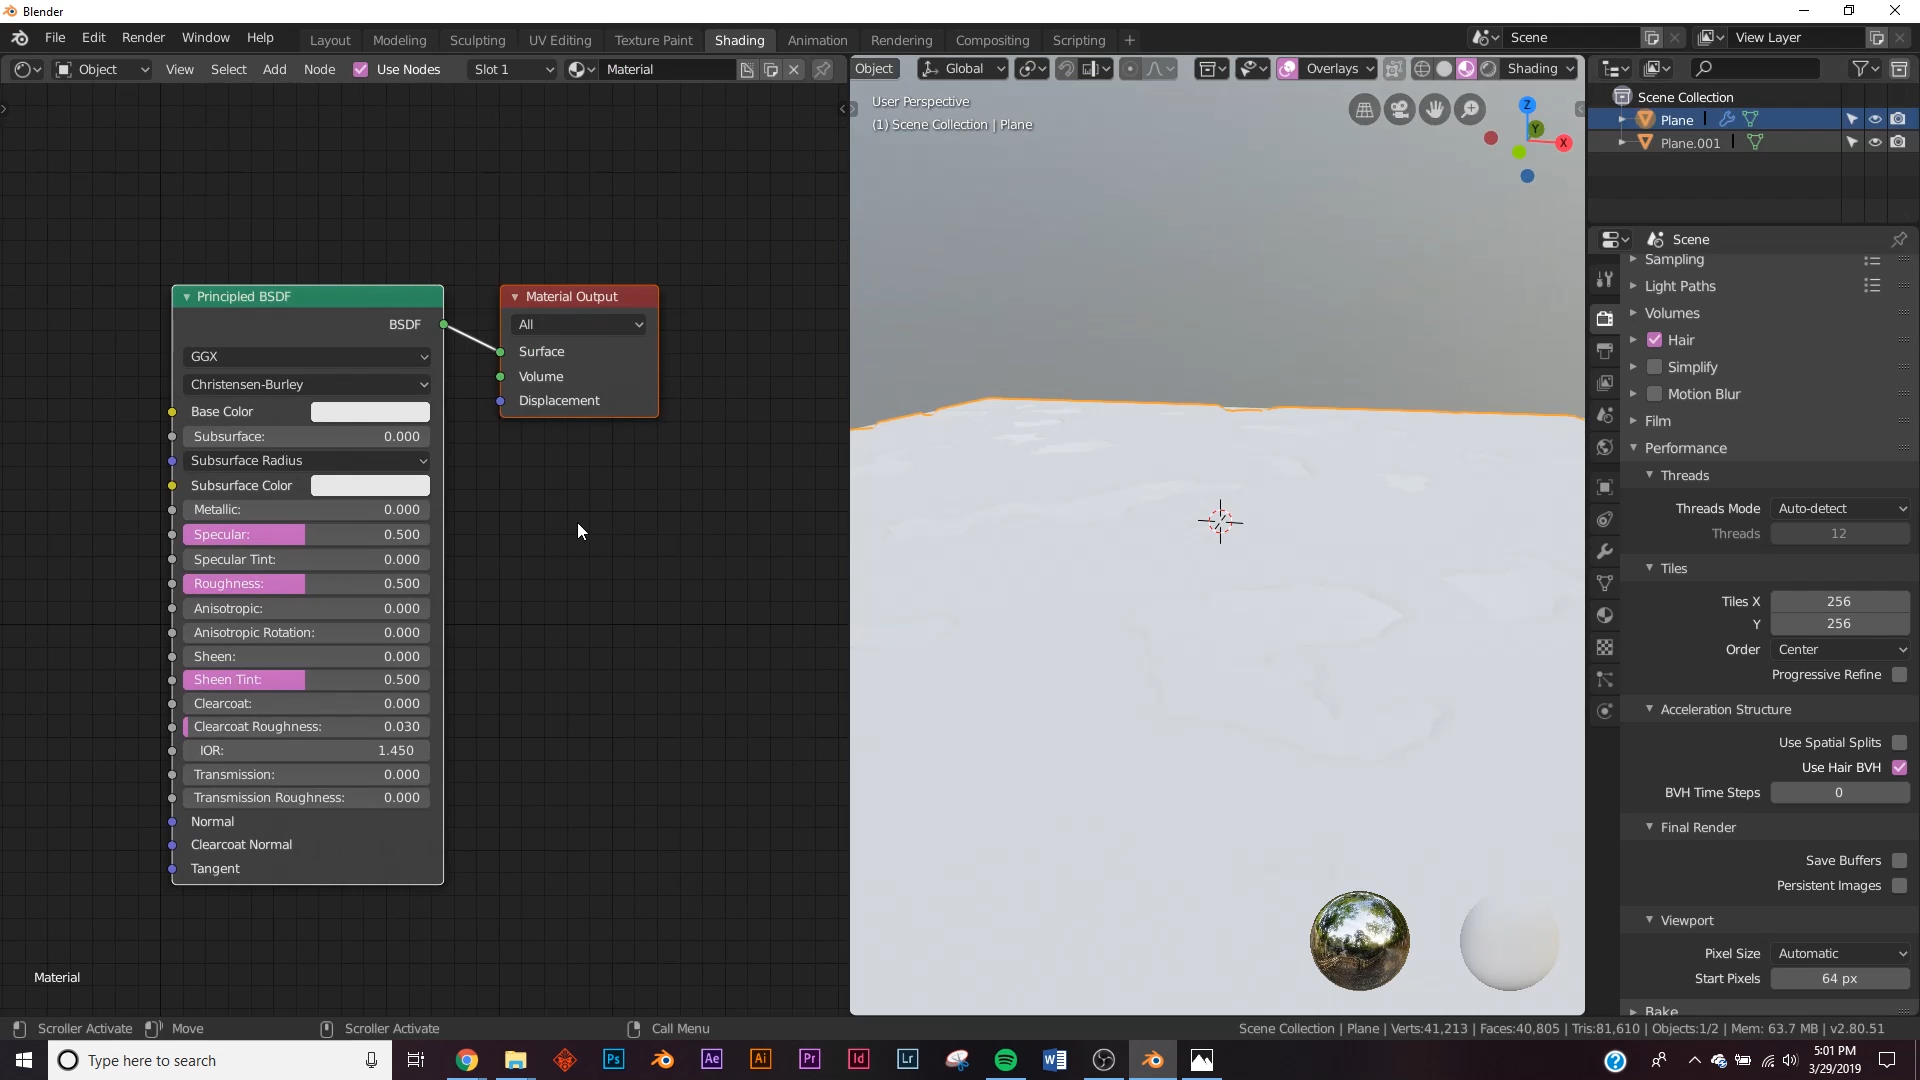 Blender
File Edit Render Window Help Layout Modeling Sculpting UV Editing Texture Paint Shading Animation Rendering Compositing Scripting + Scene View Layer
Object View Select Add Node Use Nodes Slot 1 Material Object Global Overlays Shading
User Perspective
(1) Scene Collection | Plane
Z
Y
X
Scene Collection
Plane
Plane.001
Scene
Sampling
Light Paths
Volumes
Hair
Simplify
Motion Blur
Film
Performance
Threads
Threads Mode Auto-detect
Threads 12
Tiles
Tiles X 256
Y 256
Order Center
Progressive Refine
Acceleration Structure
Use Spatial Splits
Use Hair BVH
BVH Time Steps 0
Final Render
Save Buffers
Persistent Images
Viewport
Pixel Size Automatic
Start Pixels 64 px
Bake
Principled BSDF
BSDF
GGX
Christensen-Burley
Base Color
Subsurface: 0.000
Subsurface Radius
Subsurface Color
Metallic: 0.000
Specular: 0.500
Specular Tint: 0.000
Roughness: 0.500
Anisotropic: 0.000
Anisotropic Rotation: 0.000
Sheen: 0.000
Sheen Tint: 0.500
Clearcoat: 0.000
Clearcoat Roughness: 0.030
IOR: 1.450
Transmission: 0.000
Transmission Roughness: 0.000
Normal
Clearcoat Normal
Tangent
Material Output
All
Surface
Volume
Displacement
Material
Scroller Activate Move Scroller Activate Call Menu Scene Collection | Plane | Verts:41,213 | Faces:40,805 | Tris:81,610 | Objects:1/2 | Mem: 63.7 MB | v2.80.51
Type here to search Ps Ae Ai Pr Id Lr 5:01 PM
3/29/2019